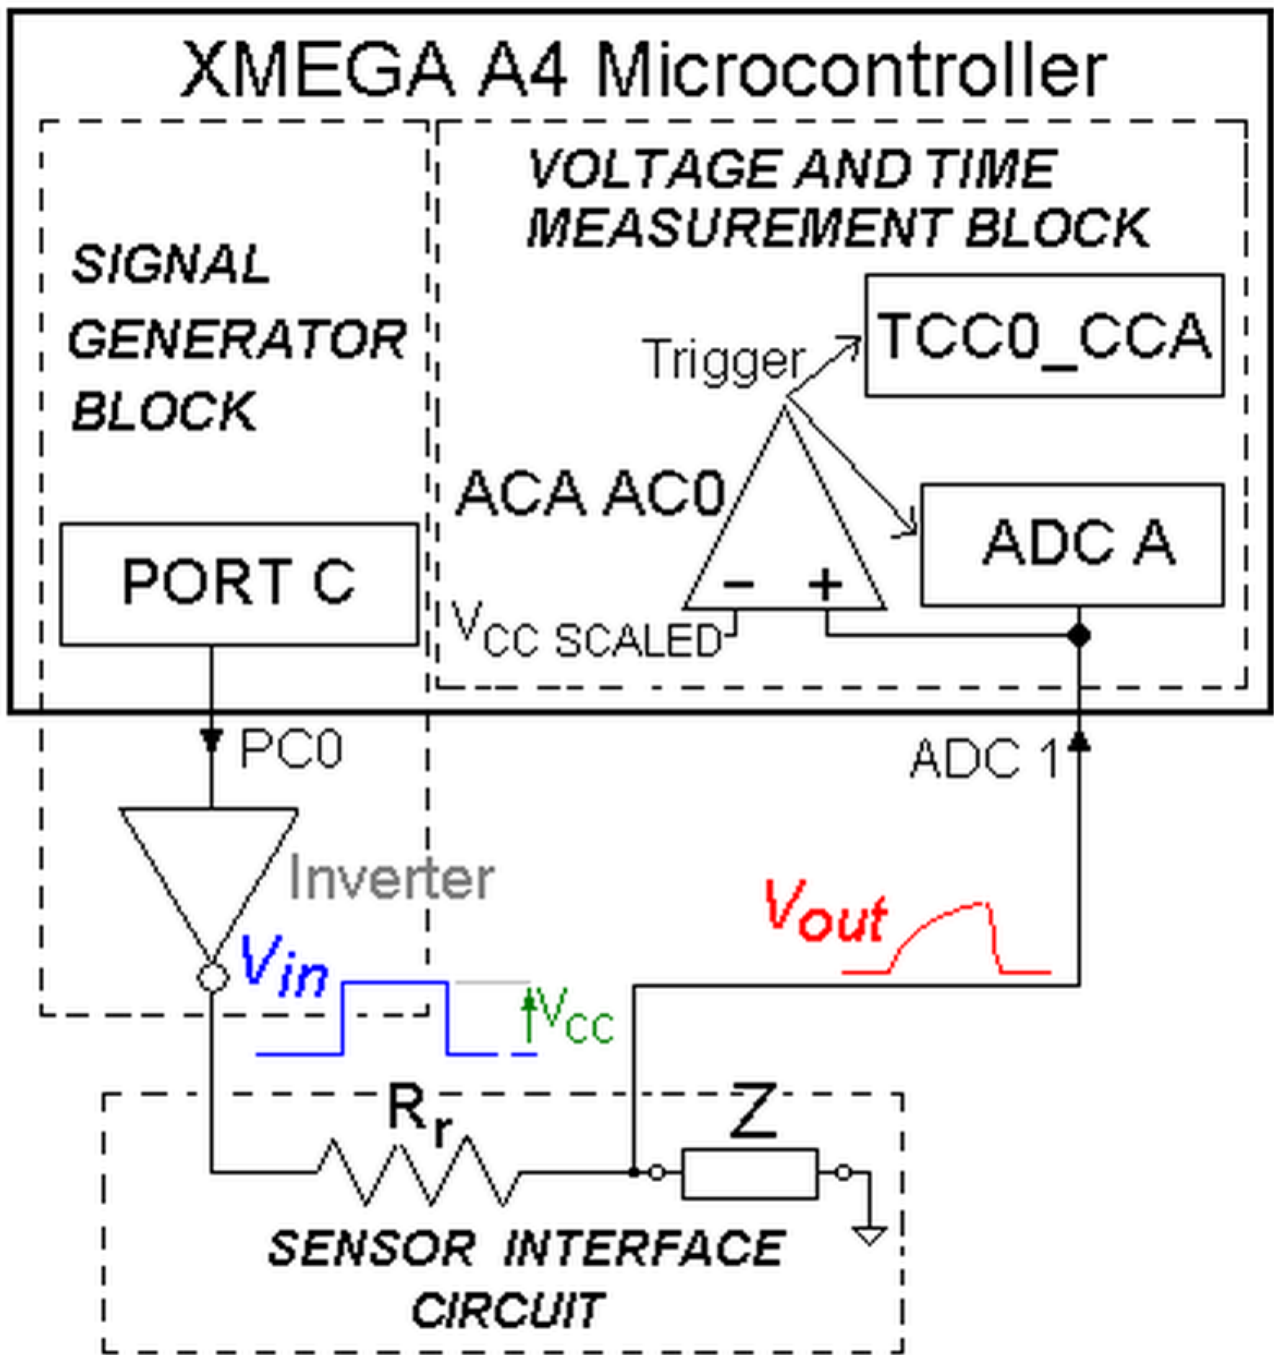 XMEGA A4 Microcontroller
VOLTAGE AND TIME
MEASUREMENT BLOCK
SIGNAL
GENERATOR
BLOCK
TCC0_CCA
Trigger
ACA AC0
ADC A
PORT C
- +
VCC SCALED
PC0
ADC 1
Inverter
Vout
Vin
VCC
Rr
Z
SENSOR INTERFACE
CIRCUIT